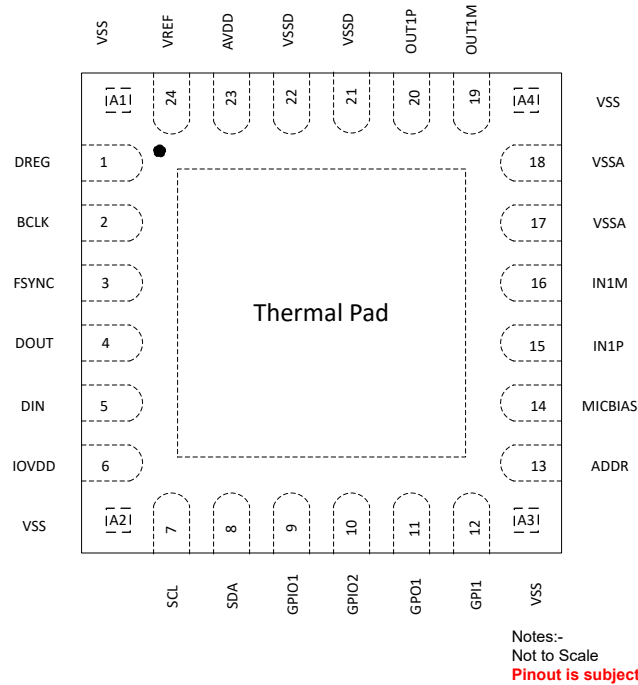 VSS
VREF
AVDD
VSSD
VSSD
OUT1P
OUT1M
A1
24
23
22
21
20
19
A4
VSS
DREG
1
18
VSSA
BCLK
2
17
VSSA
FSYNC
3
16
IN1M
Thermal Pad
DOUT
4
15
IN1P
DIN
5
14
MICBIAS
IOVDD
6
13
ADDR
VSS
A2
7
8
9
10
11
12
A3
SCL
SDA
GPIO1
GPIO2
GPO1
GPI1
VSS
Notes:-
Not to Scale
Pinout is subject